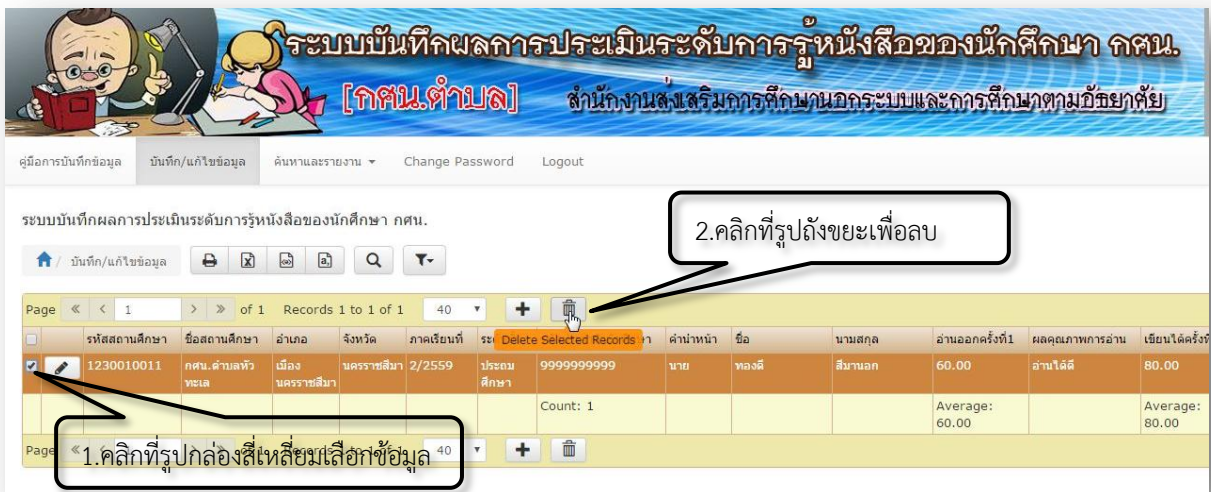 ระบบบันทึกผลการประเมินระดับการรู้หนังสือของนักศึกษา กศน.
[กศน.ตำบล] สำนักงานส่งเสริมการศึกษานอกระบบและการศึกษาตามอัธยาศัย
คู่มือการบันทึกข้อมูล บันทึก/แก้ไขข้อมูล ค้นหาและรายงาน Change Password Logout
ระบบบันทึกผลการประเมินระดับการรู้หนังสือของนักศึกษา กศน.
2.คลิกที่รูปถังขยะเพื่อลบ
/ บันทึก/แก้ไขข้อมูล
Page 1 of 1 Records 1 to 1 of 1 40
Delete Selected Records
รหัสสถานศึกษา ชื่อสถานศึกษา อำเภอ จังหวัด ภาคเรียนที่ คำนำหน้า ชื่อ นามสกุล อ่านออกครั้งที่1 ผลคุณภาพการอ่าน เขียนได้ครั้งที่
1230010011 กศน.ตำบลหัว เมือง นครราชสีมา 2/2559 ประถม 9999999999 นาย ทองดี สีมานอก 60.00 อ่านได้ดี 80.00
ทะเล นครราชสีมา ศึกษา
Count: 1 Average: Average:
60.00 80.00
Page 40
1.คลิกที่รูปกล่องสี่เหลี่ยมเลือกข้อมูล